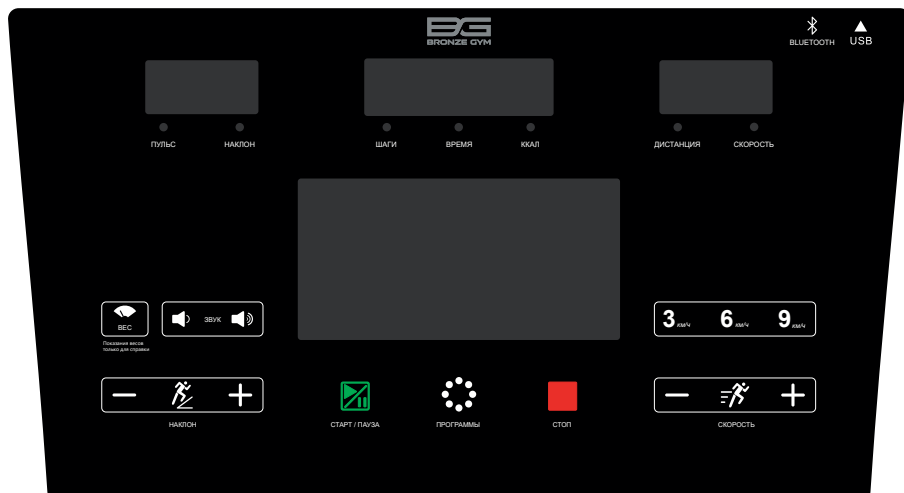 BG
BRONZE GYM
BLUETOOTH
USB
ПУЛЬС
НАКЛОН
ШАГИ
ВРЕМЯ
ККАЛ
ДИСТАНЦИЯ
СКОРОСТЬ
ВЕС
ЗВУК
3 КМ/Ч
6 КМ/Ч
9 КМ/Ч
Показания весов
только для справки
НАКЛОН
СТАРТ / ПАУЗА
ПРОГРАММЫ
СТОП
СКОРОСТЬ